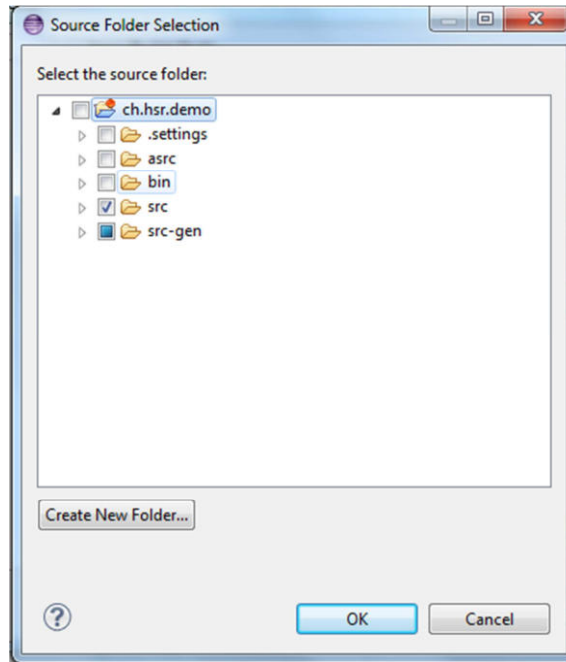 Source Folder Selection
Select the source folder:
ch.hsr.demo
.settings
asrc
bin
src
src-gen
Create New Folder...
OK Cancel